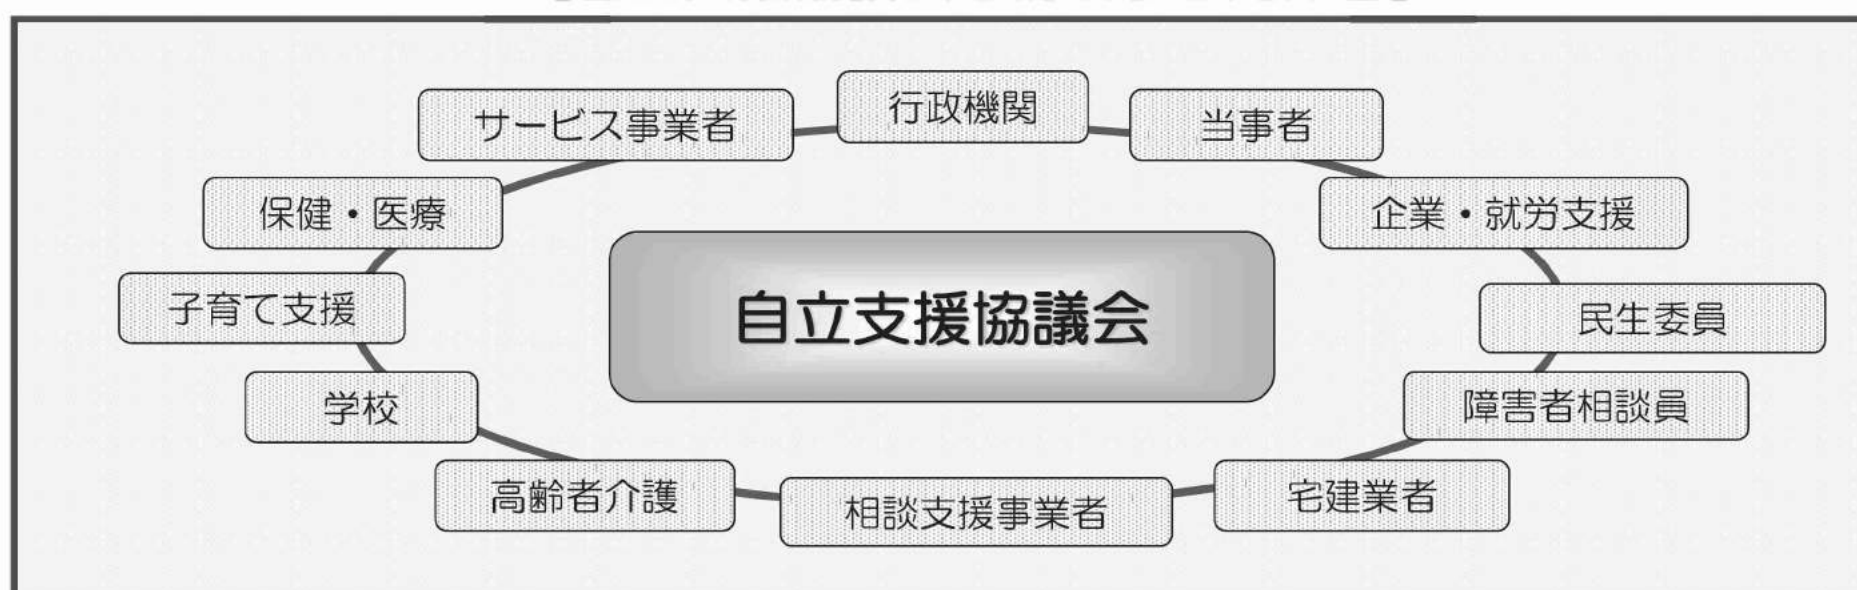 行政機関
サービス事業者
当事者
保健・医療
企業・就労支援
子育て支援
自立支援協議会
民生委員
学校
障害者相談員
高齢者介護
相談支援事業者
宅建業者